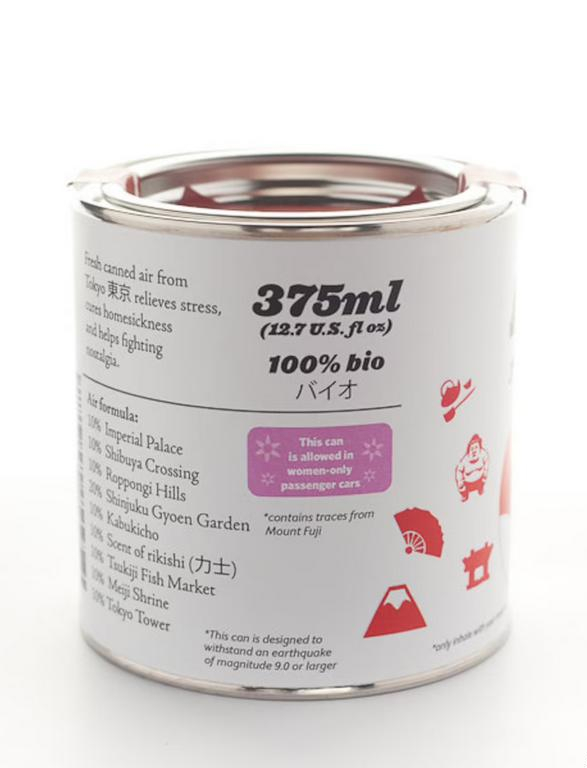 Fresh canned air from
Tokyo 東京 relieves stress,
cures homesickness
and helps fighting
nostalgia.
375ml
(12.7 U.S. fl oz)
100% bio
バイオ
Air formula:
10% Imperial Palace
10% Shibuya Crossing
10% Roppongi Hills
20% Shinjuku Gyoen Garden
10% Kabukicho
10% Scent of rikishi (力士)
10% Tsukiji Fish Market
10% Meiji Shrine
10% Tokyo Tower
This can
is allowed in
women-only
passenger cars
*contains traces from
Mount Fuji
*This can is designed to
withstand an earthquake
of magnitude 9.0 or larger
*only inhale with